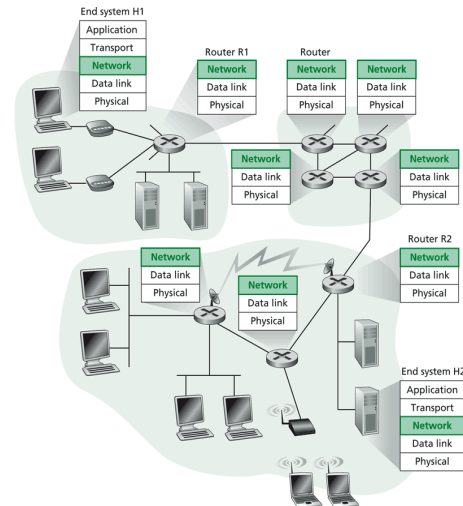 End system H1
Application
Transport
Network
Data link
Physical
Router R1
Network
Data link
Physical
Router
Network
Data link
Physical
Network
Data link
Physical
Network
Data link
Physical
Network
Data link
Physical
Router R2
Network
Data link
Physical
Network
Data link
Physical
Network
Data link
Physical
End system H2
Application
Transport
Network
Data link
Physical